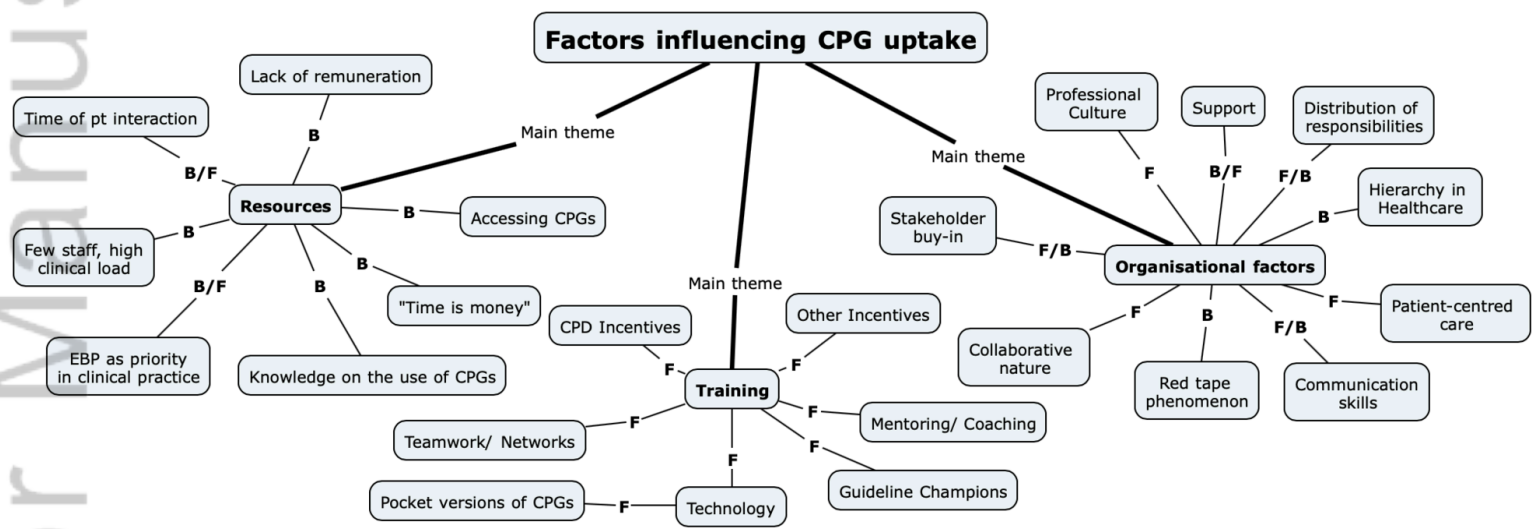 Factors influencing CPG uptake
Main theme
Main theme
Main theme
Lack of remuneration
Time of pt interaction
B
B/F
Resources
B
Accessing CPGs
B
Few staff, high
clinical load
B/F
B
B
"Time is money"
EBP as priority
in clinical practice
Knowledge on the use of CPGs
CPD Incentives
Other Incentives
F
F
Training
F
Teamwork/ Networks
F
Mentoring/ Coaching
F
Guideline Champions
F
Technology
F
Pocket versions of CPGs
Professional
Culture
Support
Distribution of
responsibilities
F
B/F
F/B
Hierarchy in
Healthcare
B
Stakeholder
buy-in
F/B
Organisational factors
F
Patient-centred
care
F
B
F/B
Collaborative
nature
Red tape
phenomenon
Communication
skills
r Manus